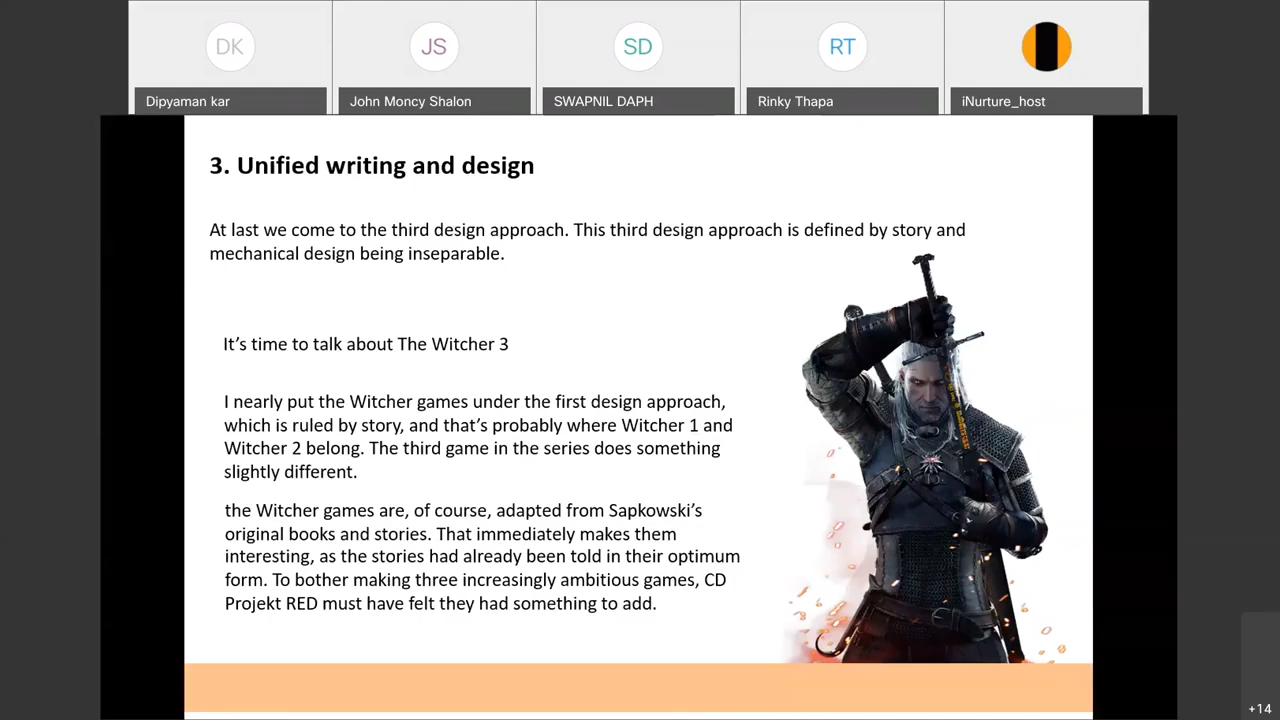 DK
JS
SD
RT
Dipyaman kar
John Moncy Shalon
SWAPNIL DAPH
Rinky Thapa
iNurture_host
3. Unified writing and design
At last we come to the third design approach. This third design approach is defined by story and
mechanical design being inseparable.
It’s time to talk about The Witcher 3
I nearly put the Witcher games under the first design approach,
which is ruled by story, and that’s probably where Witcher 1 and
Witcher 2 belong. The third game in the series does something
slightly different.
the Witcher games are, of course, adapted from Sapkowski’s
original books and stories. That immediately makes them
interesting, as the stories had already been told in their optimum
form. To bother making three increasingly ambitious games, CD
Projekt RED must have felt they had something to add.
+14